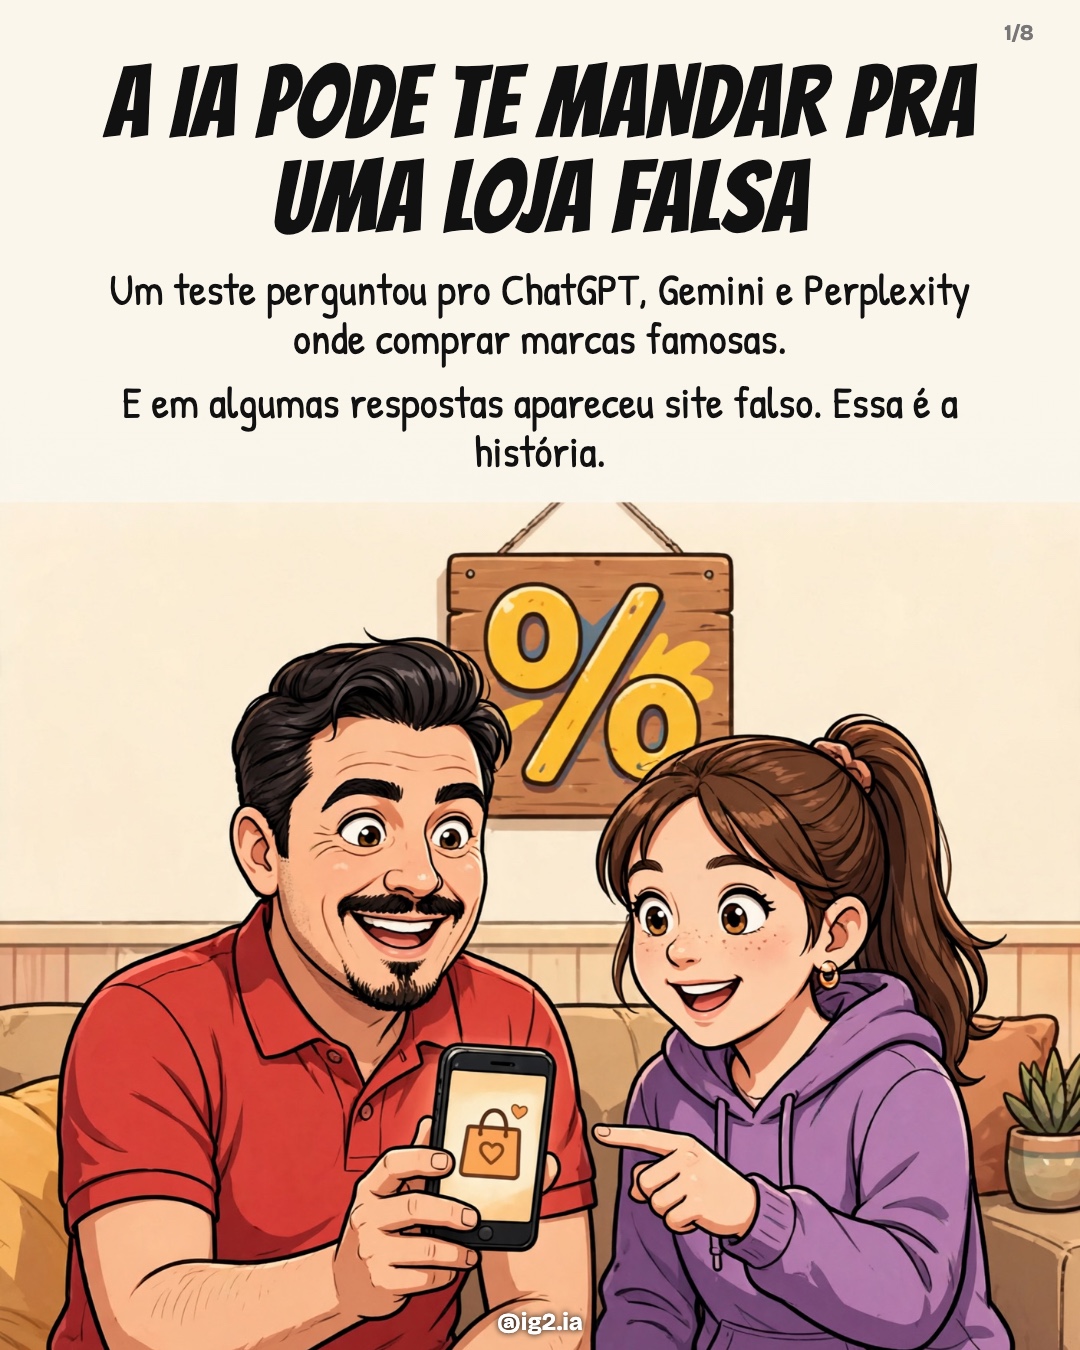 1/8
A IA PODE TE MANDAR PRA
UMA LOJA FALSA
Um teste perguntou pro ChatGPT, Gemini e Perplexity
onde comprar marcas famosas.
E em algumas respostas apareceu site falso. Essa é a
história.
%
@ig2.ia